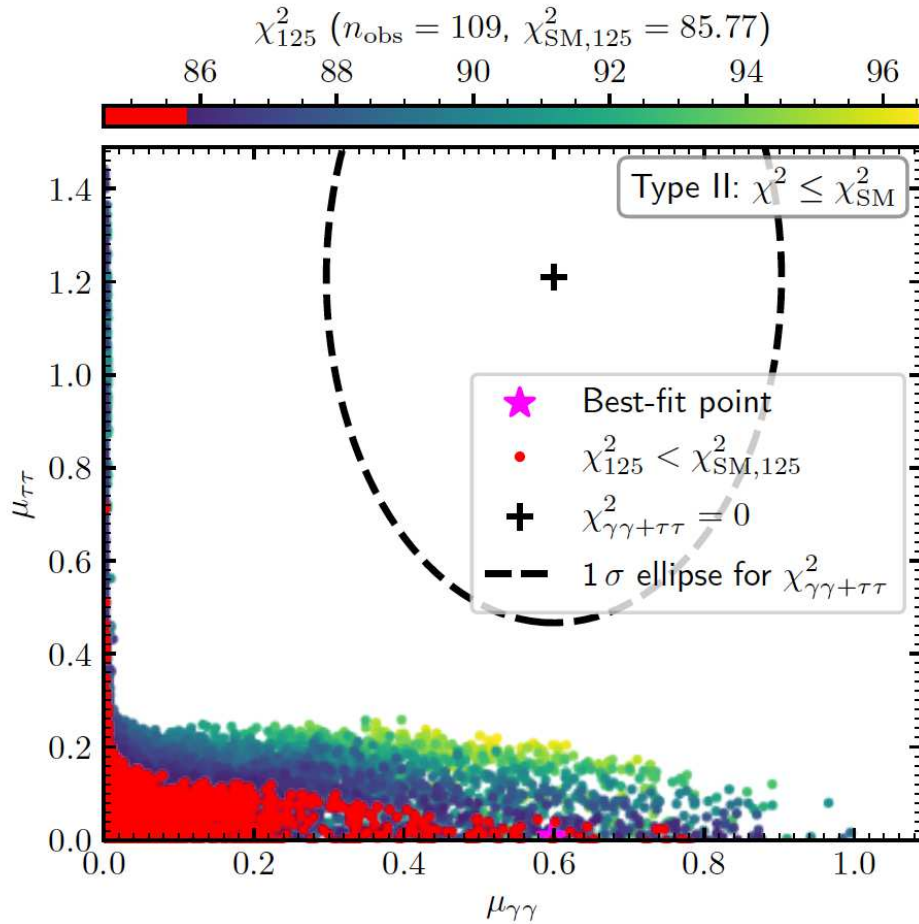 χ²₁₂₅ (n_obs = 109, χ²_SM,125 = 85.77)
86 88 90 92 94 96
Type II: χ² ≤ χ²_SM
Best-fit point
χ²₁₂₅ < χ²_SM,125
χ²_γγ+ττ = 0
1 σ ellipse for χ²_γγ+ττ
1.4
1.2
1.0
0.8
0.6
0.4
0.2
0.0
μ_ττ
0.0 0.2 0.4 0.6 0.8 1.0
μ_γγ